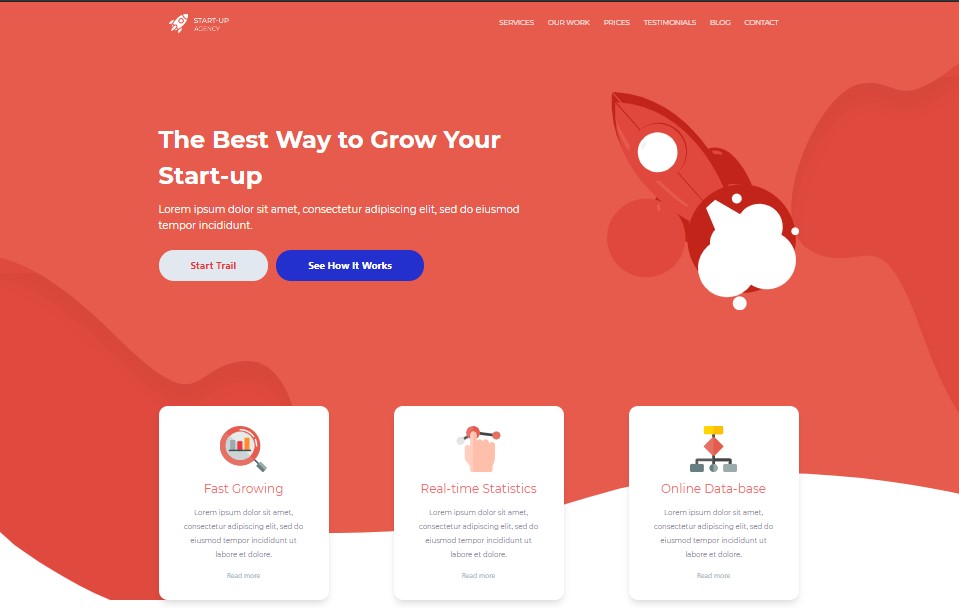 START-UP
AGENCY
SERVICES OUR WORK PRICES TESTIMONIALS BLOG CONTACT
The Best Way to Grow Your
Start-up
Lorem ipsum dolor sit amet, consectetur adipiscing elit, sed do eiusmod
tempor incididunt.
Start Trail See How It Works
Fast Growing
Lorem ipsum dolor sit amet,
consectetur adipiscing elit, sed do
eiusmod tempor incididunt ut
labore et dolore.
Read more
Real-time Statistics
Lorem ipsum dolor sit amet,
consectetur adipiscing elit, sed do
eiusmod tempor incididunt ut
labore et dolore.
Read more
Online Data-base
Lorem ipsum dolor sit amet,
consectetur adipiscing elit, sed do
eiusmod tempor incididunt ut
labore et dolore.
Read more